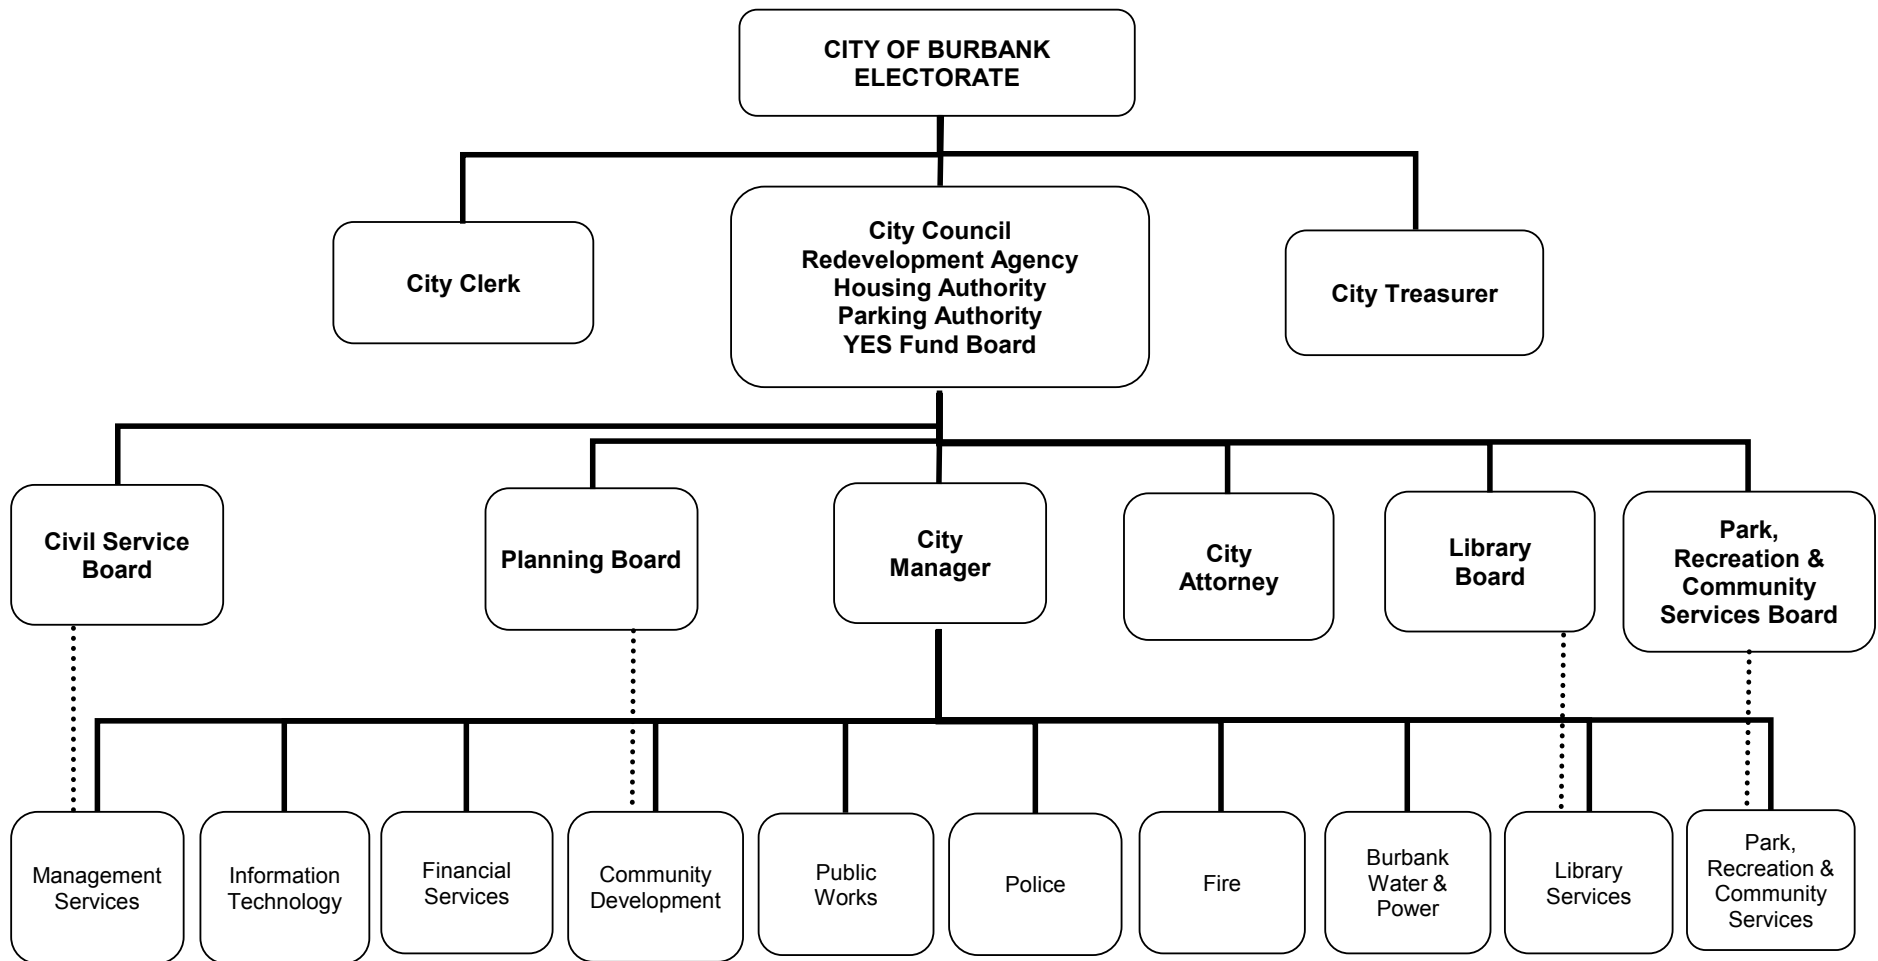 CITY OF BURBANK
ELECTORATE
City Clerk
City Council
Redevelopment Agency
Housing Authority
Parking Authority
YES Fund Board
City Treasurer
Civil Service
Board
Planning Board
City
Manager
City
Attorney
Library
Board
Park,
Recreation &
Community
Services Board
Management
Services
Information
Technology
Financial
Services
Community
Development
Public
Works
Police
Fire
Burbank
Water &
Power
Library
Services
Park,
Recreation &
Community
Services